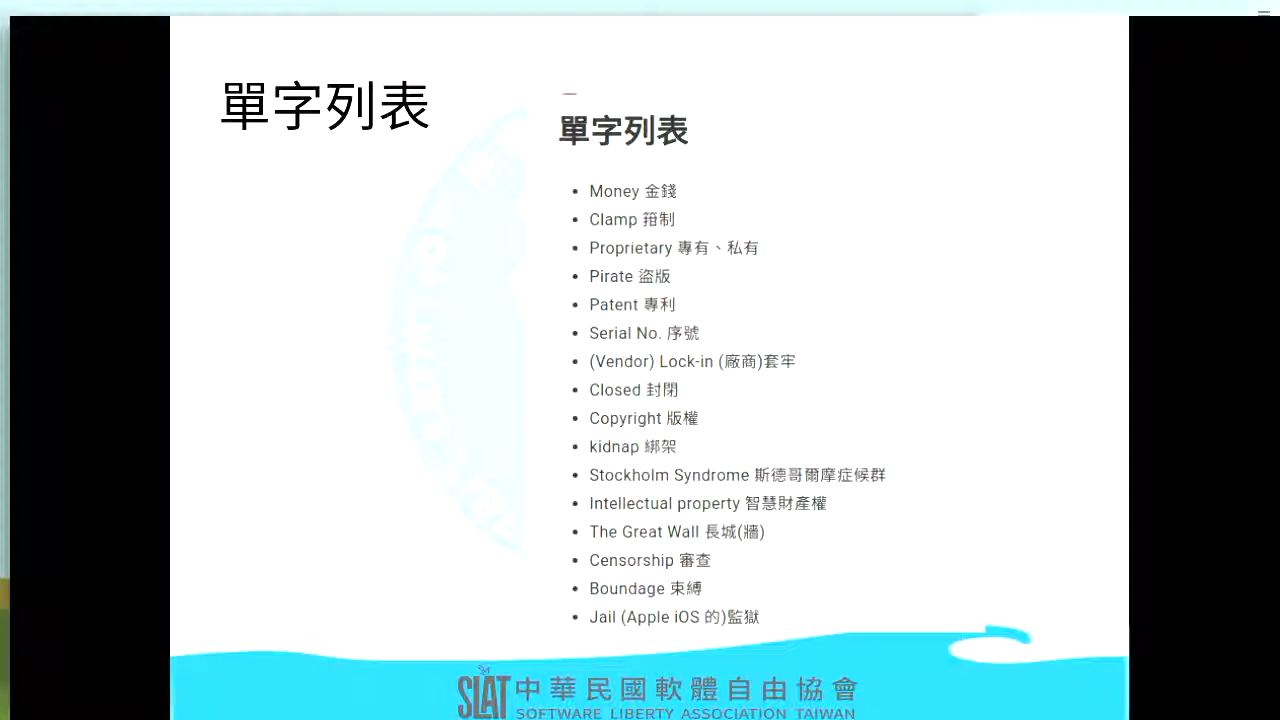 單字列表
單字列表
Money 金錢
Clamp 箝制
Proprietary 專有、私有
Pirate 盜版
Patent 專利
Serial No. 序號
(Vendor) Lock-in (廠商)套牢
Closed 封閉
Copyright 版權
kidnap 綁架
Stockholm Syndrome 斯德哥爾摩症候群
Intellectual property 智慧財產權
The Great Wall 長城(牆)
Censorship 審查
Boundage 束縛
Jail (Apple iOS 的)監獄
SLAT 中華民國軟體自由協會
SOFTWARE LIBERTY ASSOCIATION TAIWAN